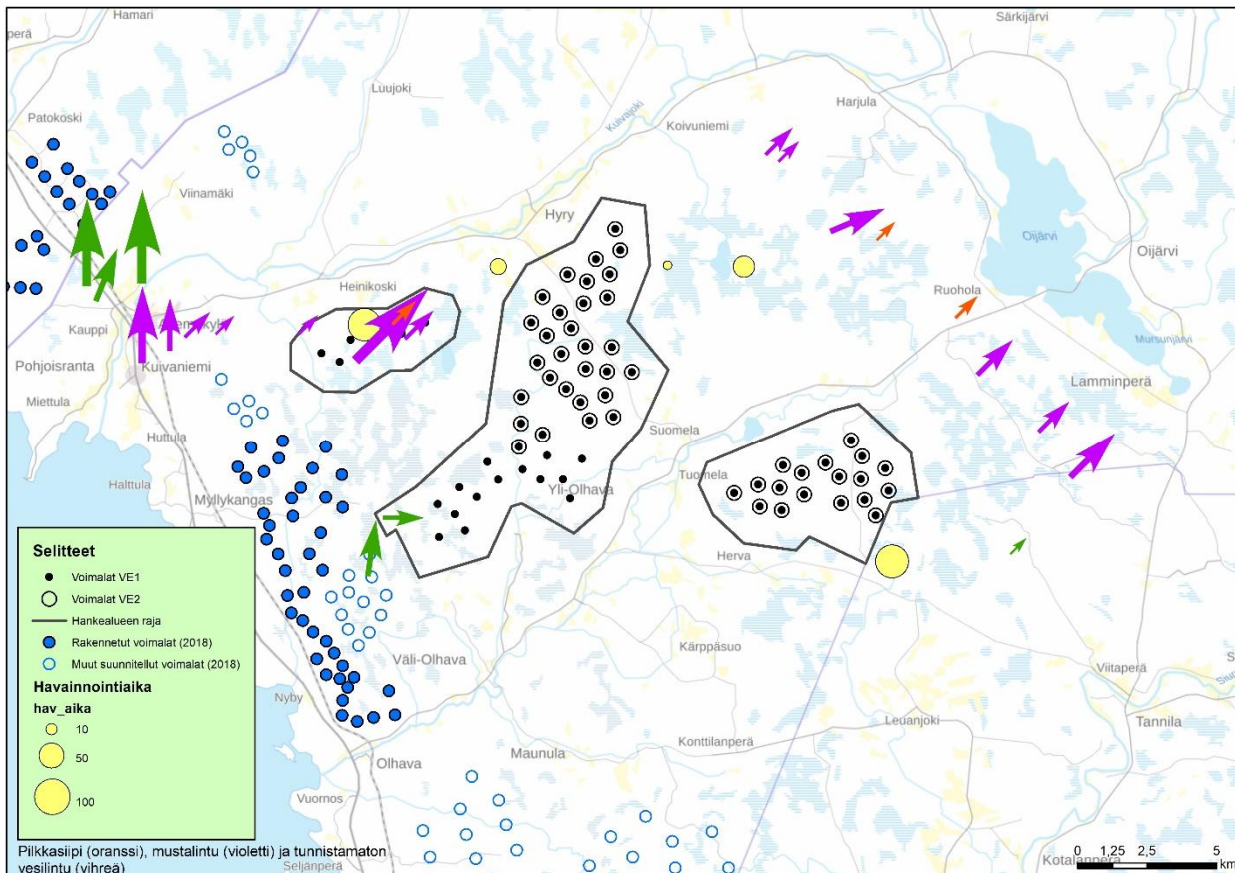 Hamari
Särkijärvi
perä
Luujoki
Kuivajoki
Harjula
Patokoski
Koivuniemi
Viinamäki
Hyry
Oijärvi
Oijärvi
Heinikoski
Ruohola
Kauppi
Mursunjärvi
Pohjoisranta
Kuivaniemi
Lamminperä
Miettula
Huttula
Suomela
Tuomela
Halttula
Myllykangas
Yli-Olhava
Herva
Kärppäsuo
Väli-Olhava
Viitaperä
Nyby
Leuanjoki
Tannila
Konttilanperä
Maunula
Olhava
Vuornos
Seljänperä
Kotalanperä
Selitteet
Voimalat VE1
Voimalat VE2
Hankealueen raja
Rakennetut voimalat (2018)
Muut suunnitellut voimalat (2018)
Havainnointiaika
hav_aika
10
50
100
Pilkkasiipi (oranssi), mustalintu (violetti) ja tunnistamaton
vesilintu (vihreä)
0 1,25 2,5 5
km